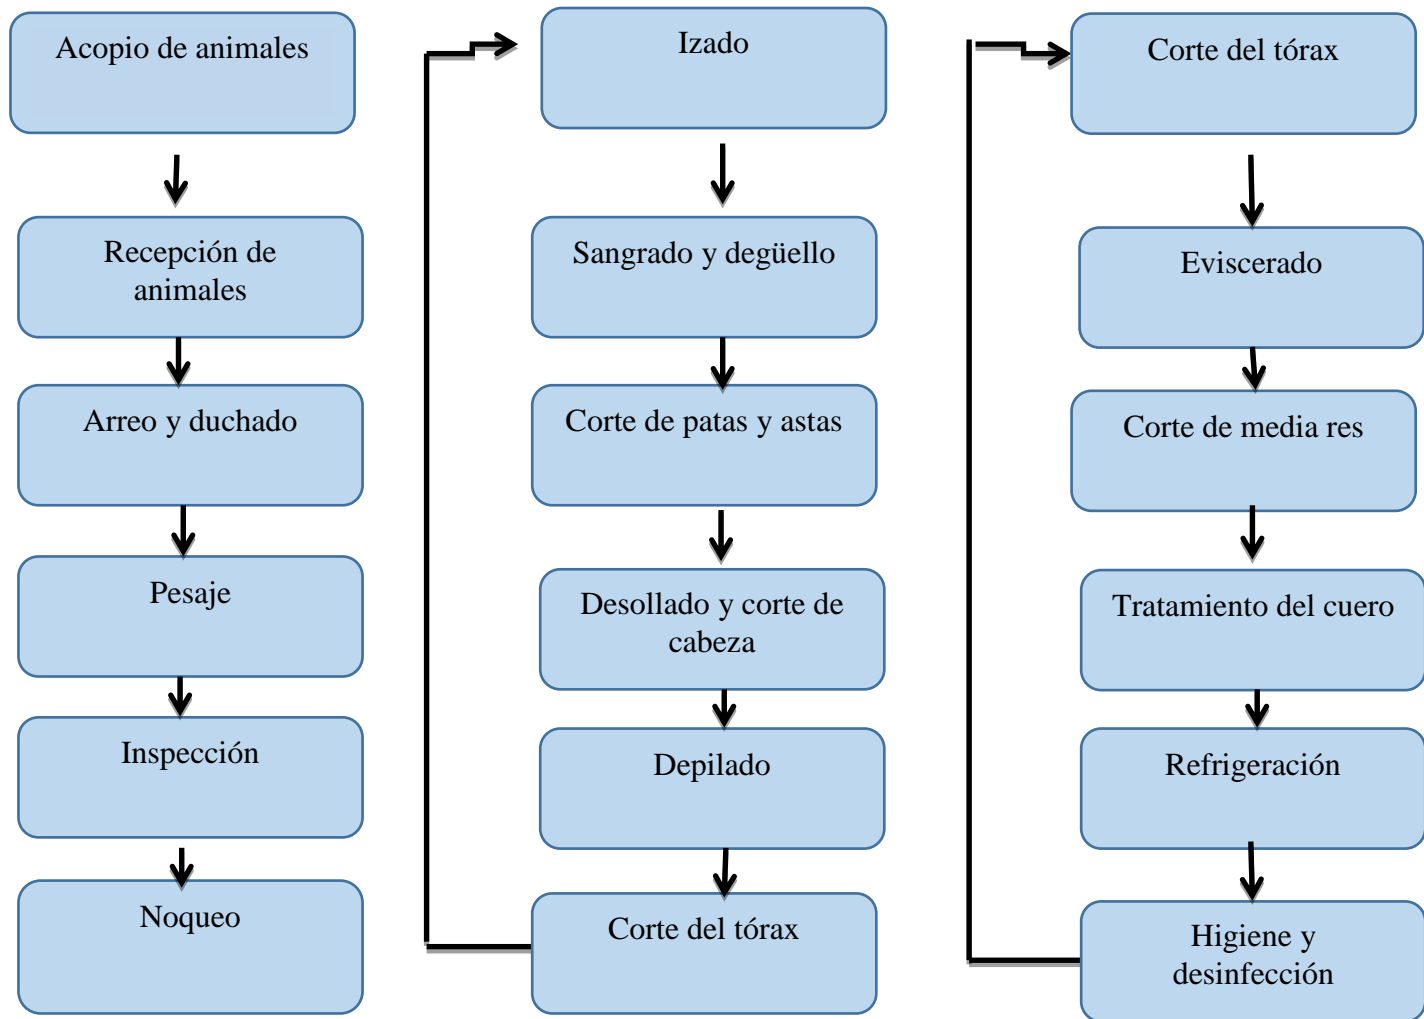 Acopio de animales
Recepción de
animales
Arreo y duchado
Pesaje
Inspección
Noqueo
Izado
Sangrado y degüello
Corte de patas y astas
Desollado y corte de
cabeza
Depilado
Corte del tórax
Corte del tórax
Eviscerado
Corte de media res
Tratamiento del cuero
Refrigeración
Higiene y
desinfección